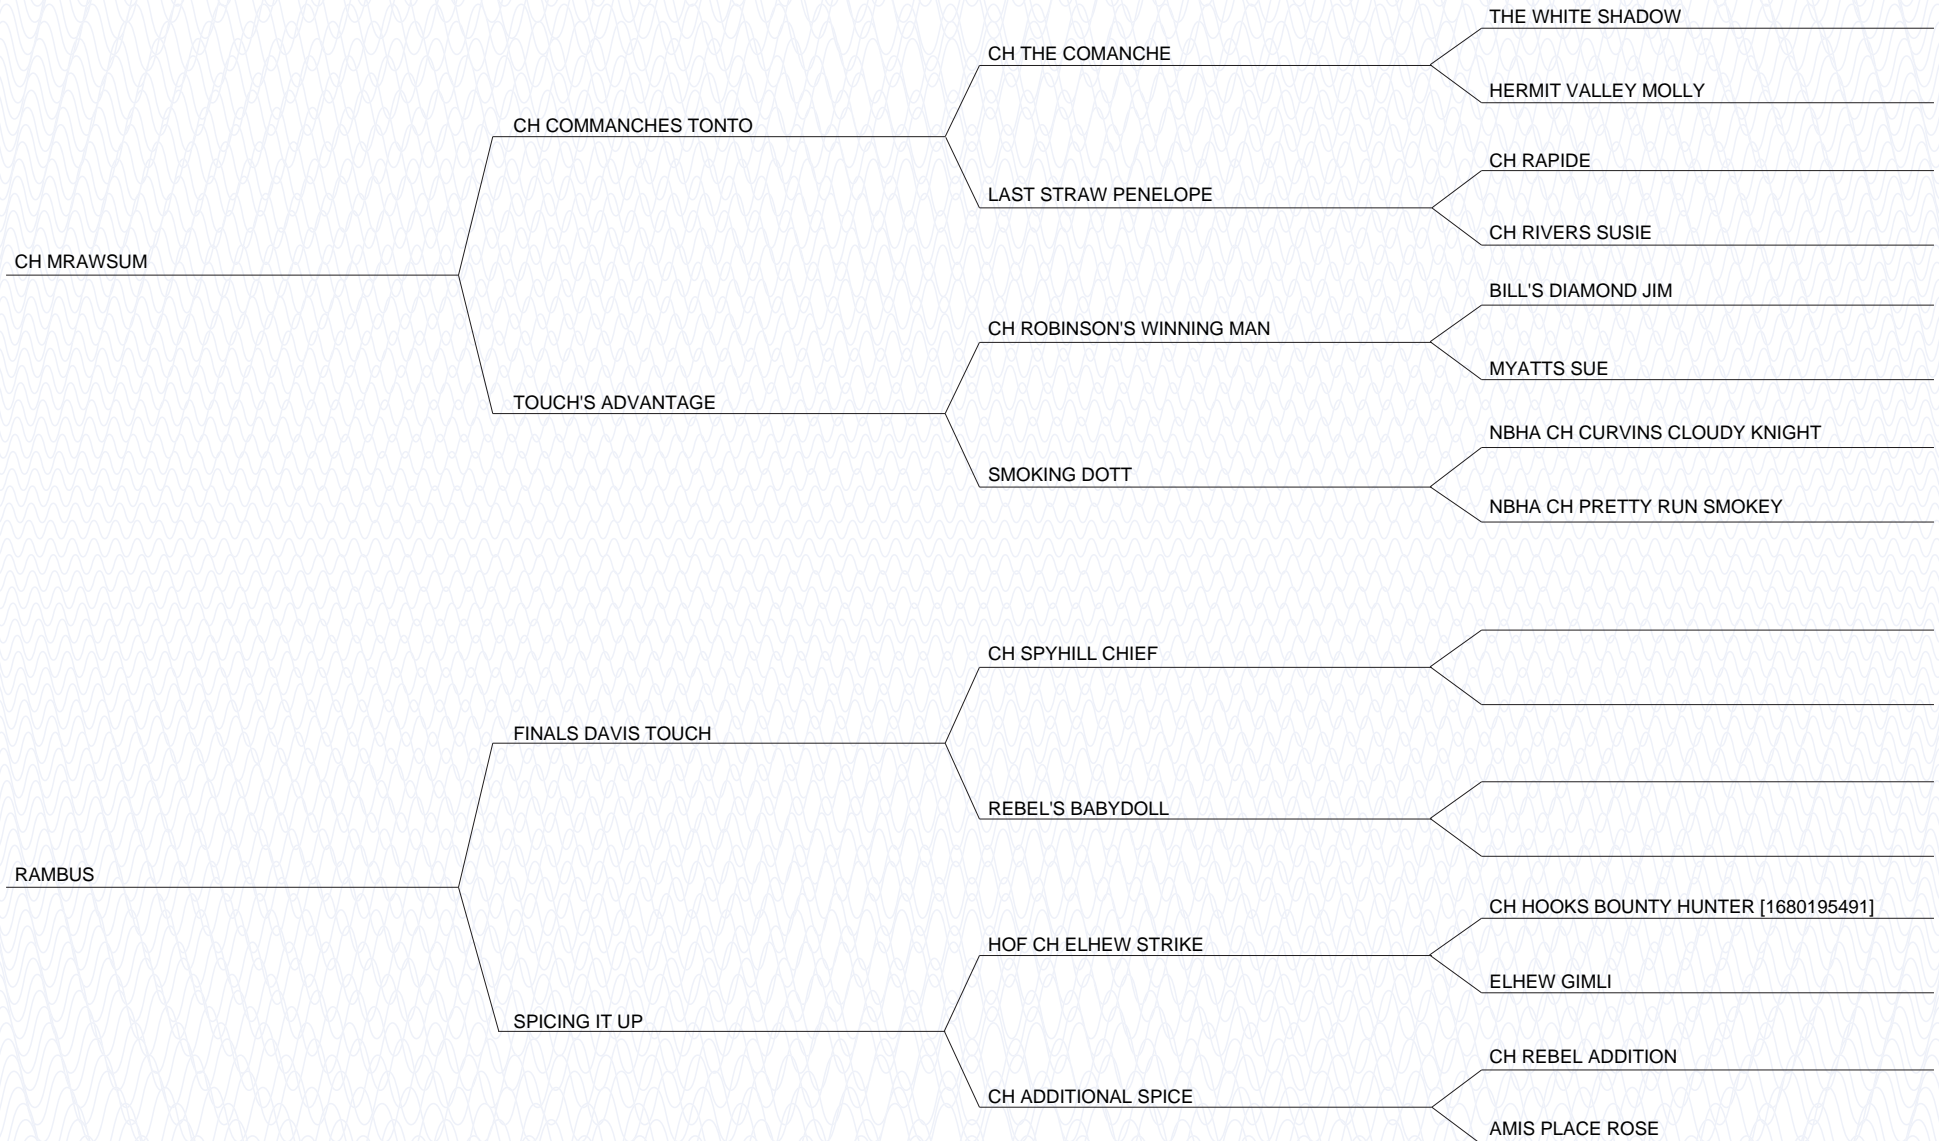 THE WHITE SHADOW
CH THE COMANCHE
HERMIT VALLEY MOLLY
CH COMMANCHES TONTO
CH RAPIDE
LAST STRAW PENELOPE
CH RIVERS SUSIE
CH MRAWSUM
BILL'S DIAMOND JIM
CH ROBINSON'S WINNING MAN
MYATTS SUE
TOUCH'S ADVANTAGE
NBHA CH CURVINS CLOUDY KNIGHT
SMOKING DOTT
NBHA CH PRETTY RUN SMOKEY
CH SPYHILL CHIEF
FINALS DAVIS TOUCH
REBEL'S BABYDOLL
RAMBUS
CH HOOKS BOUNTY HUNTER [1680195491]
HOF CH ELHEW STRIKE
ELHEW GIMLI
SPICING IT UP
CH REBEL ADDITION
CH ADDITIONAL SPICE
AMIS PLACE ROSE